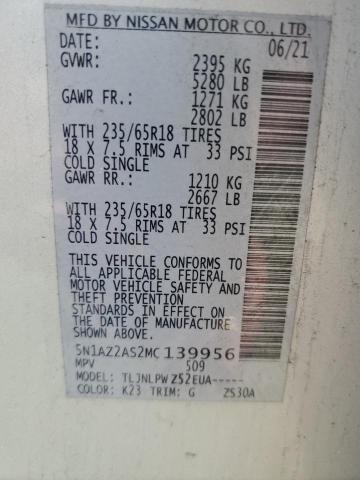 MFD BY NISSAN MOTOR CO., LTD.
DATE: 06/21
GVWR: 2395 KG
5280 LB
GAWR FR.: 1271 KG
2802 LB
WITH 235/65R18 TIRES
18 X 7.5 RIMS AT 33 PSI
COLD SINGLE
GAWR RR.: 1210 KG
2667 LB
WITH 235/65R18 TIRES
18 X 7.5 RIMS AT 33 PSI
COLD SINGLE
THIS VEHICLE CONFORMS TO
ALL APPLICABLE FEDERAL
MOTOR VEHICLE SAFETY AND
THEFT PREVENTION
STANDARDS IN EFFECT ON
THE DATE OF MANUFACTURE
SHOWN ABOVE.
5N1AZ2AS2MC139956
MPV 509
MODEL: TLJNLPWZ52EUA-----
COLOR: K23 TRIM: G ZS30A